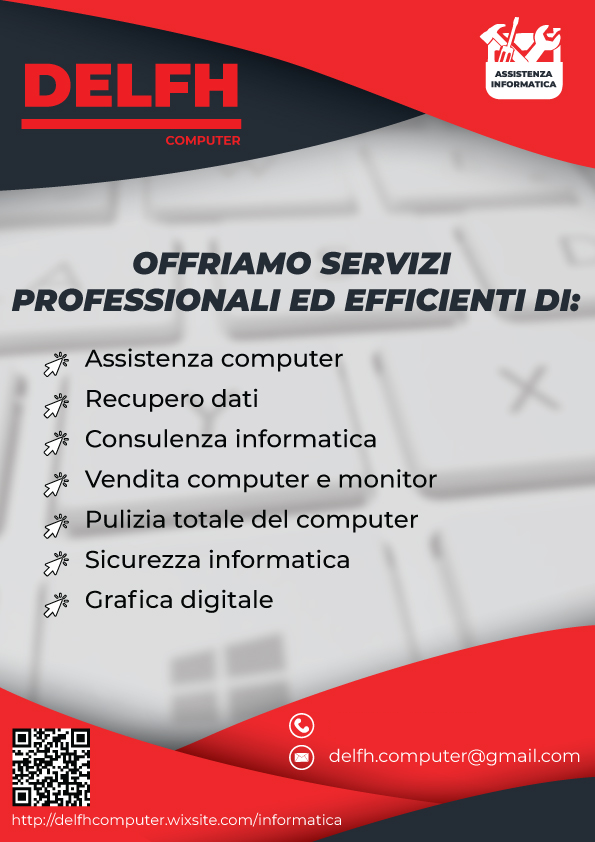 DELFH
COMPUTER
ASSISTENZA
INFORMATICA
OFFRIAMO SERVIZI
PROFESSIONALI ED EFFICIENTI DI:
Assistenza computer
Recupero dati
Consulenza informatica
Vendita computer e monitor
Pulizia totale del computer
Sicurezza informatica
Grafica digitale
delfh.computer@gmail.com
http://delfhcomputer.wixsite.com/informatica